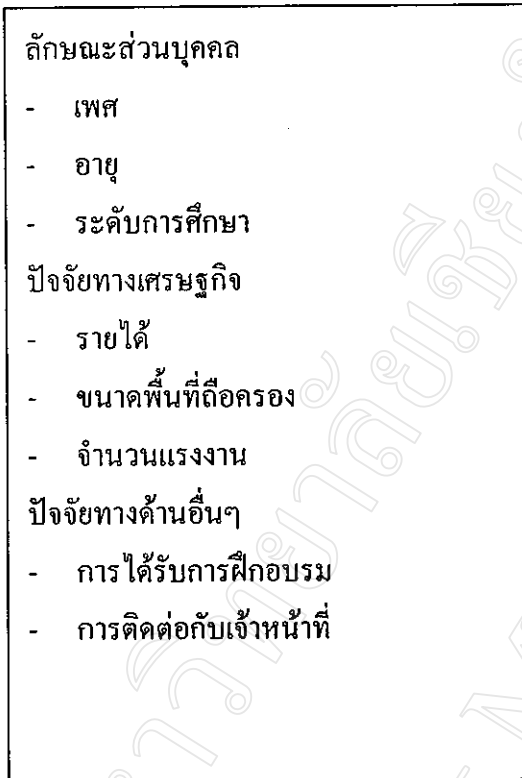 ลักษณะส่วนบุคคล
- เพศ
- อายุ
- ระดับการศึกษา
ปัจจัยทางเศรษฐกิจ
- รายได้
- ขนาดพื้นที่ถือครอง
- จำนวนแรงงาน
ปัจจัยทางด้านอื่นๆ
- การได้รับการฝึกอบรม
- การติดต่อกับเจ้าหน้าที่